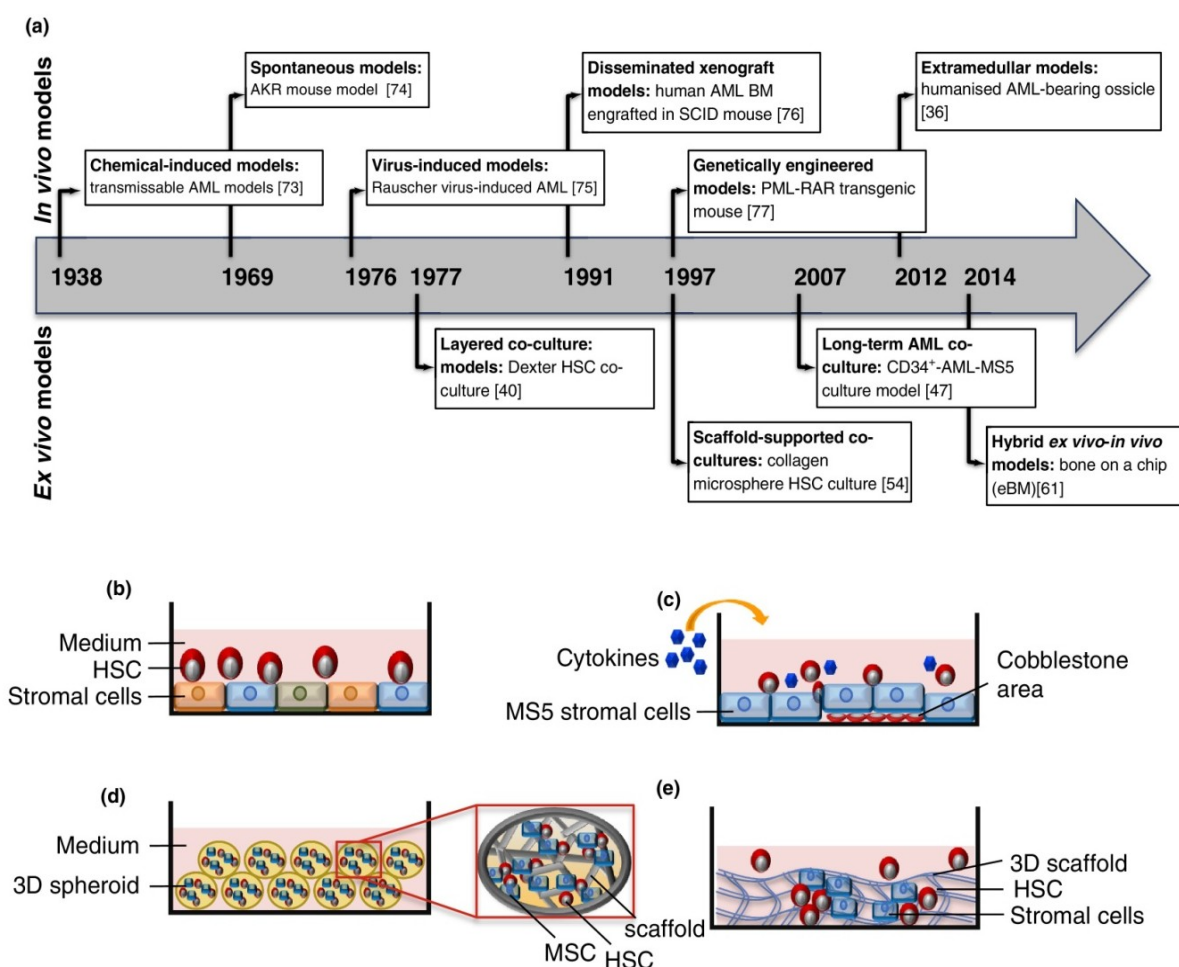 (a)
In vivo models
Ex vivo models
Spontaneous models:
AKR mouse model [74]
Disseminated xenograft
models: human AML BM
engrafted in SCID mouse [76]
Extramedullar models:
humanised AML-bearing ossicle
[36]
Chemical-induced models:
transmissable AML models [73]
Virus-induced models:
Rauscher virus-induced AML [75]
Genetically engineered
models: PML-RAR transgenic
mouse [77]
1938
1969
1976
1977
1991
1997
2007
2012
2014
Layered co-culture:
models: Dexter HSC co-
culture [40]
Long-term AML co-
culture: CD34⁺-AML-MS5
culture model [47]
Scaffold-supported co-
cultures: collagen
microsphere HSC culture [54]
Hybrid ex vivo-in vivo
models: bone on a chip
(eBM)[61]
(b)
Medium
HSC
Stromal cells
(c)
Cytokines
MS5 stromal cells
Cobblestone
area
(d)
Medium
3D spheroid
scaffold
MSC
HSC
(e)
3D scaffold
HSC
Stromal cells